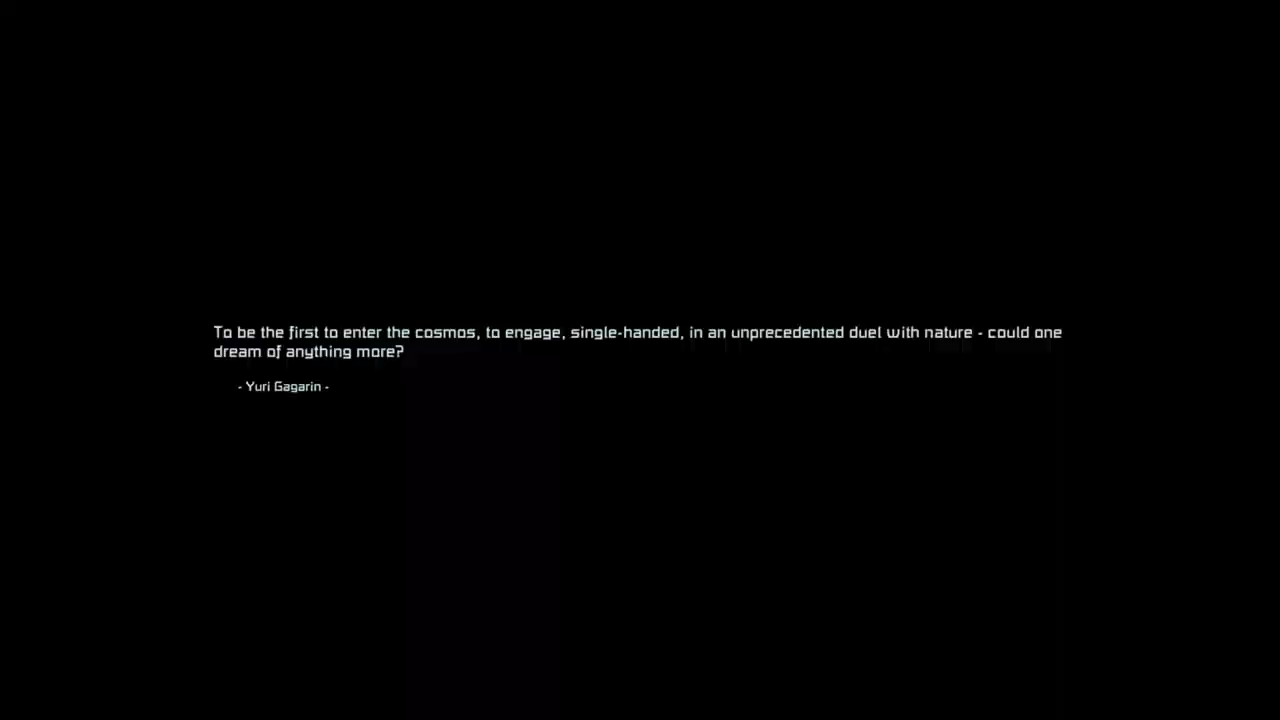 To be the first to enter the cosmos, to engage, single-handed, in an unprecedented duel with nature - could one
dream of anything more?
- Yuri Gagarin -